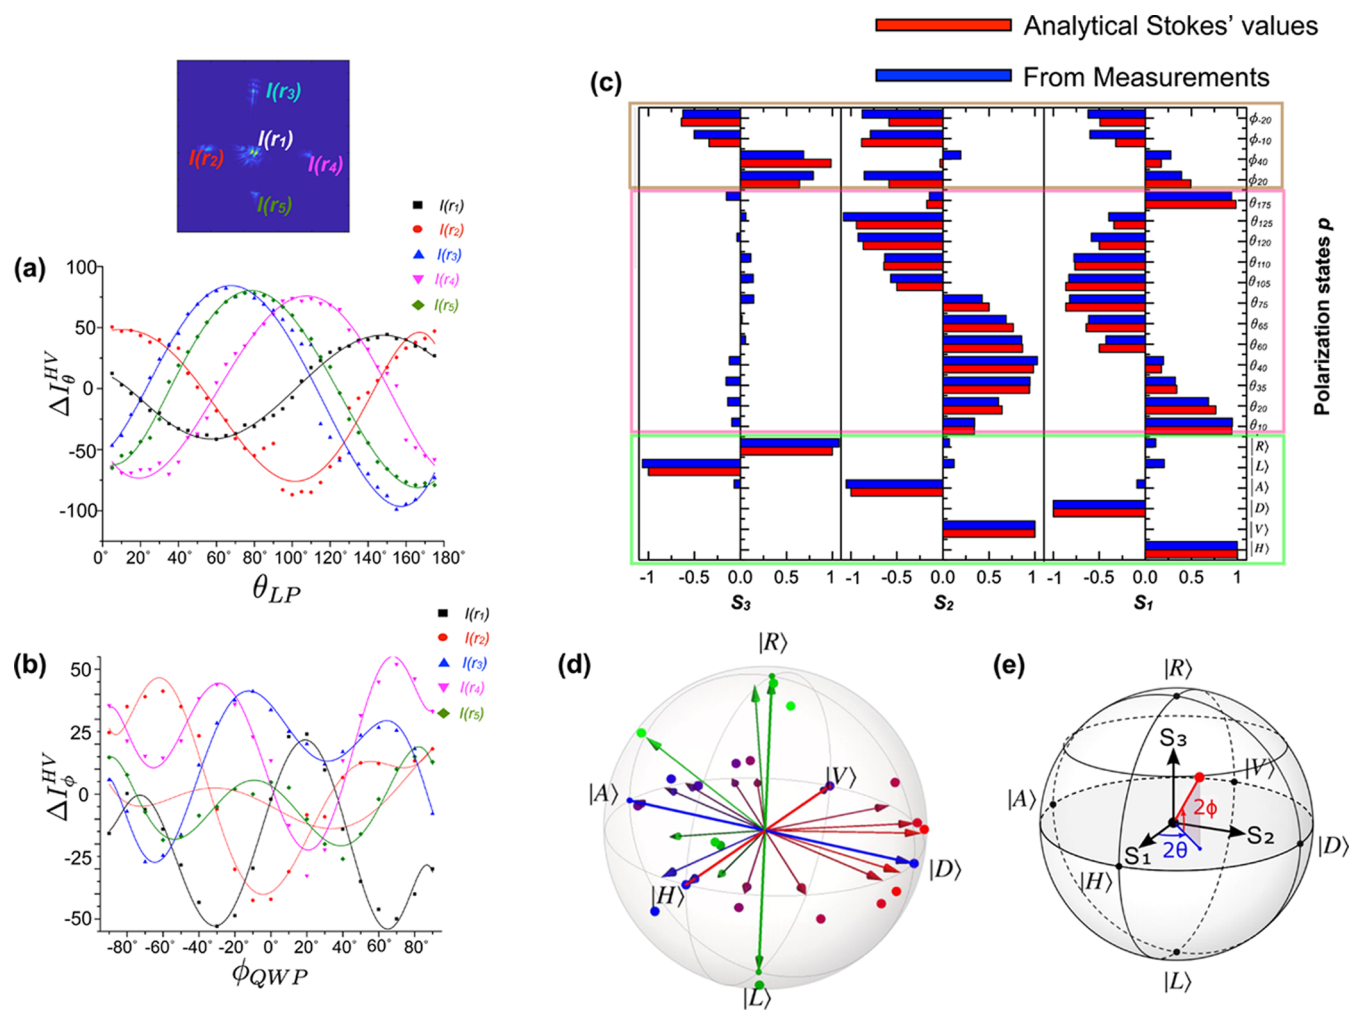 Analytical Stokes' values
From Measurements
I(r3)
I(r1)
I(r2)
I(r4)
I(r5)
(a)
I(r1)
I(r2)
I(r3)
I(r4)
I(r5)
100
50
0
-50
-100
ΔI_θ^HV
0 20 40 60 80 100 120 140 160 180°
θ_LP
(b)
I(r1)
I(r2)
I(r3)
I(r4)
I(r5)
50
25
0
-25
-50
ΔI_ϕ^HV
-80 -60 -40 -20 0 20 40 60 80 °
ϕ_QWP
(c)
ϕ-20
ϕ-10
ϕ40
ϕ20
θ175
θ125
θ120
θ110
θ105
θ75
θ65
θ60
θ40
θ35
θ20
θ10
|R⟩
|L⟩
|A⟩
|D⟩
|V⟩
|H⟩
Polarization states p
-1 -0.5 0.0 0.5 1 -1 -0.5 0.0 0.5 1 -1 -0.5 0.0 0.5 1
S3 S2 S1
(d)
|R⟩
|A⟩
|V⟩
|H⟩
|D⟩
|L⟩
(e)
|R⟩
S3
|V⟩
|A⟩
2ϕ
S2
S1
2θ
|D⟩
|H⟩
|L⟩